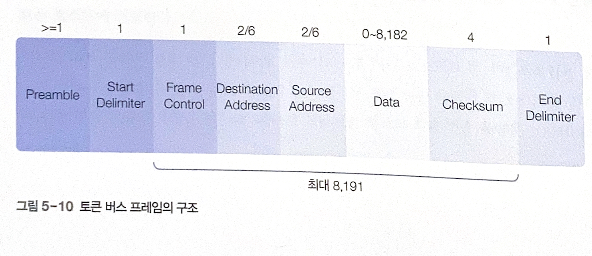 >=1 1 1 2/6 2/6 0~8,182 4 1
Preamble Start Delimiter Frame Control Destination Address Source Address Data Checksum End Delimiter
최대 8,191
그림 5-10 토큰 버스 프레임의 구조